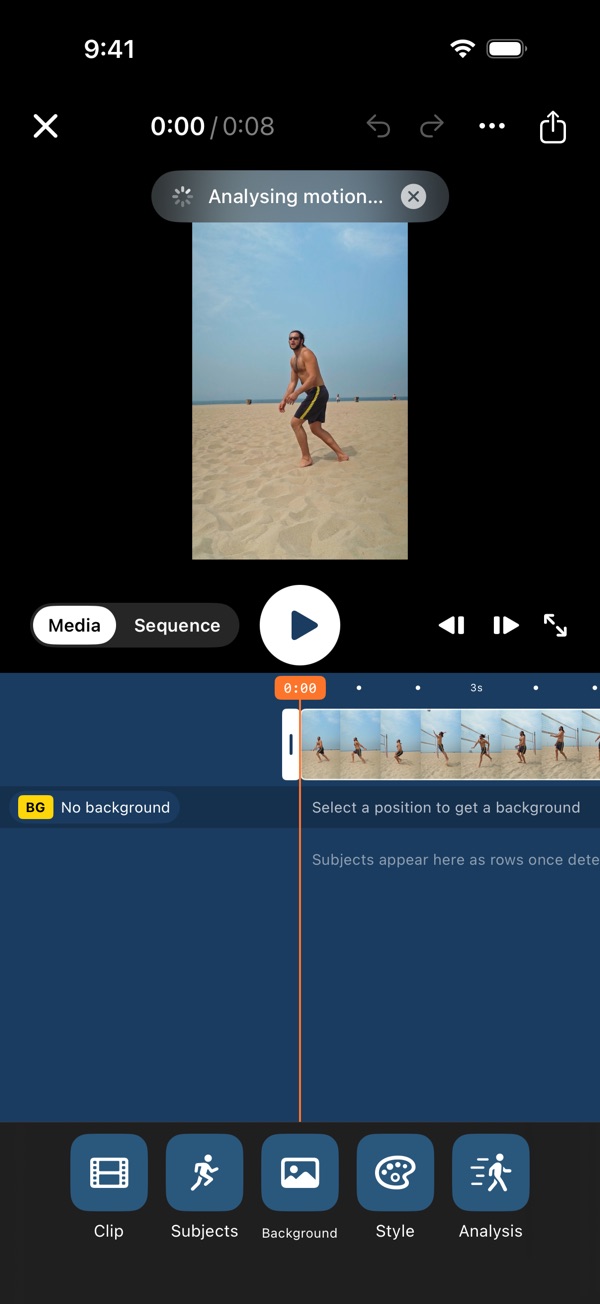 9:41
0:00 / 0:08
Analysing motion...
Media
Sequence
0:00
3s
BG No background
Select a position to get a background
Subjects appear here as rows once dete
Clip
Subjects
Background
Style
Analysis